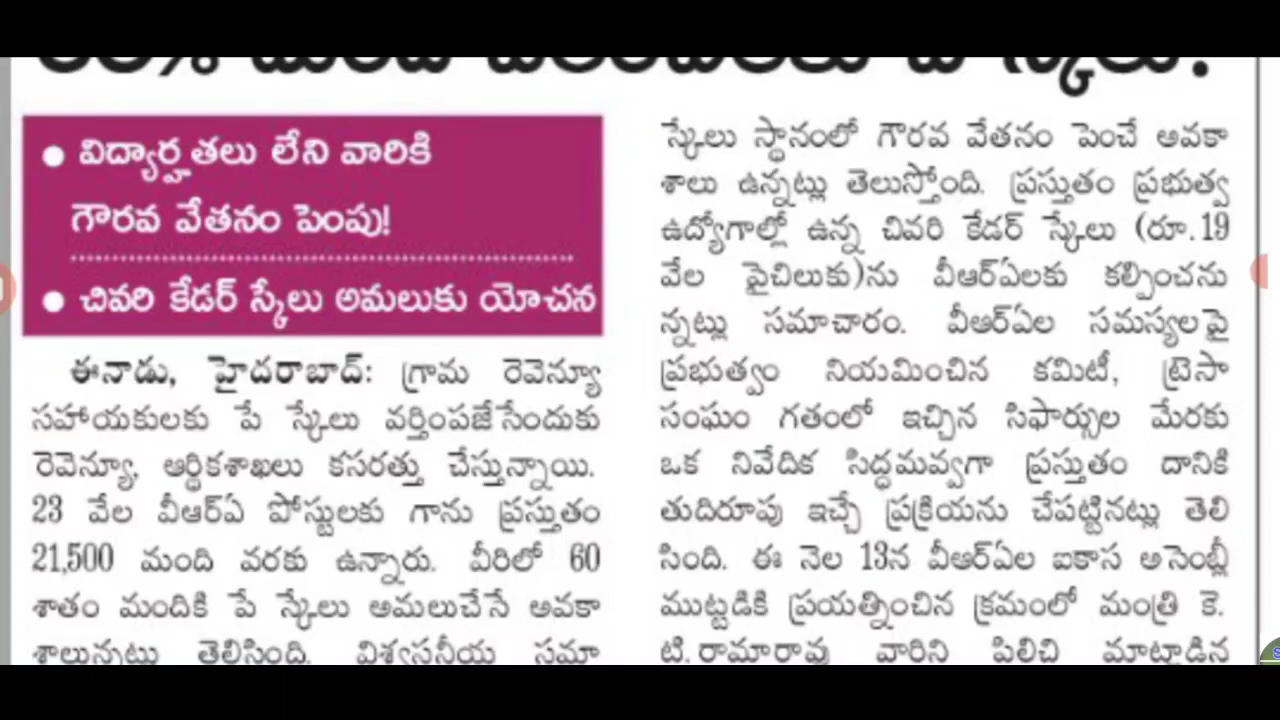 • విద్యార్హతలు లేని వారికి
గౌరవ వేతనం పెంపు!
• చివరి కేడర్ స్కేలు అమలుకు యోచన
ఈనాడు, హైదరాబాద్: గ్రామ రెవెన్యూ
సహాయకులకు పే స్కేలు వర్తింపజేసేందుకు
రెవెన్యూ, ఆర్థికశాఖలు కసరత్తు చేస్తున్నాయి.
23 వేల వీఆర్ఏ పోస్టులకు గాను ప్రస్తుతం
21,500 మంది వరకు ఉన్నారు. వీరిలో 60
శాతం మందికి పే స్కేలు అమలుచేసే అవకా
శాలున్నట్లు తెలిసింది. విశ్వసనీయ సమా
స్కేలు స్థానంలో గౌరవ వేతనం పెంచే అవకా
శాలు ఉన్నట్లు తెలుస్తోంది. ప్రస్తుతం ప్రభుత్వ
ఉద్యోగాల్లో ఉన్న చివరి కేడర్ స్కేలు (రూ.19
వేల పైచిలుకు)ను వీఆర్ఏలకు కల్పించను
న్నట్లు సమాచారం. వీఆర్ఏల సమస్యలపై
ప్రభుత్వం నియమించిన కమిటీ, ట్రెసా
సంఘం గతంలో ఇచ్చిన సిఫార్సుల మేరకు
ఒక నివేదిక సిద్ధమవ్వగా ప్రస్తుతం దానికి
తుదిరూపు ఇచ్చే ప్రక్రియను చేపట్టినట్లు తెలి
సింది. ఈ నెల 13న వీఆర్ఏల ఐకాస అసెంబ్లీ
ముట్టడికి ప్రయత్నించిన క్రమంలో మంత్రి కె.
టి.రామారావు వారిని పిలిచి మాట్లాడిన